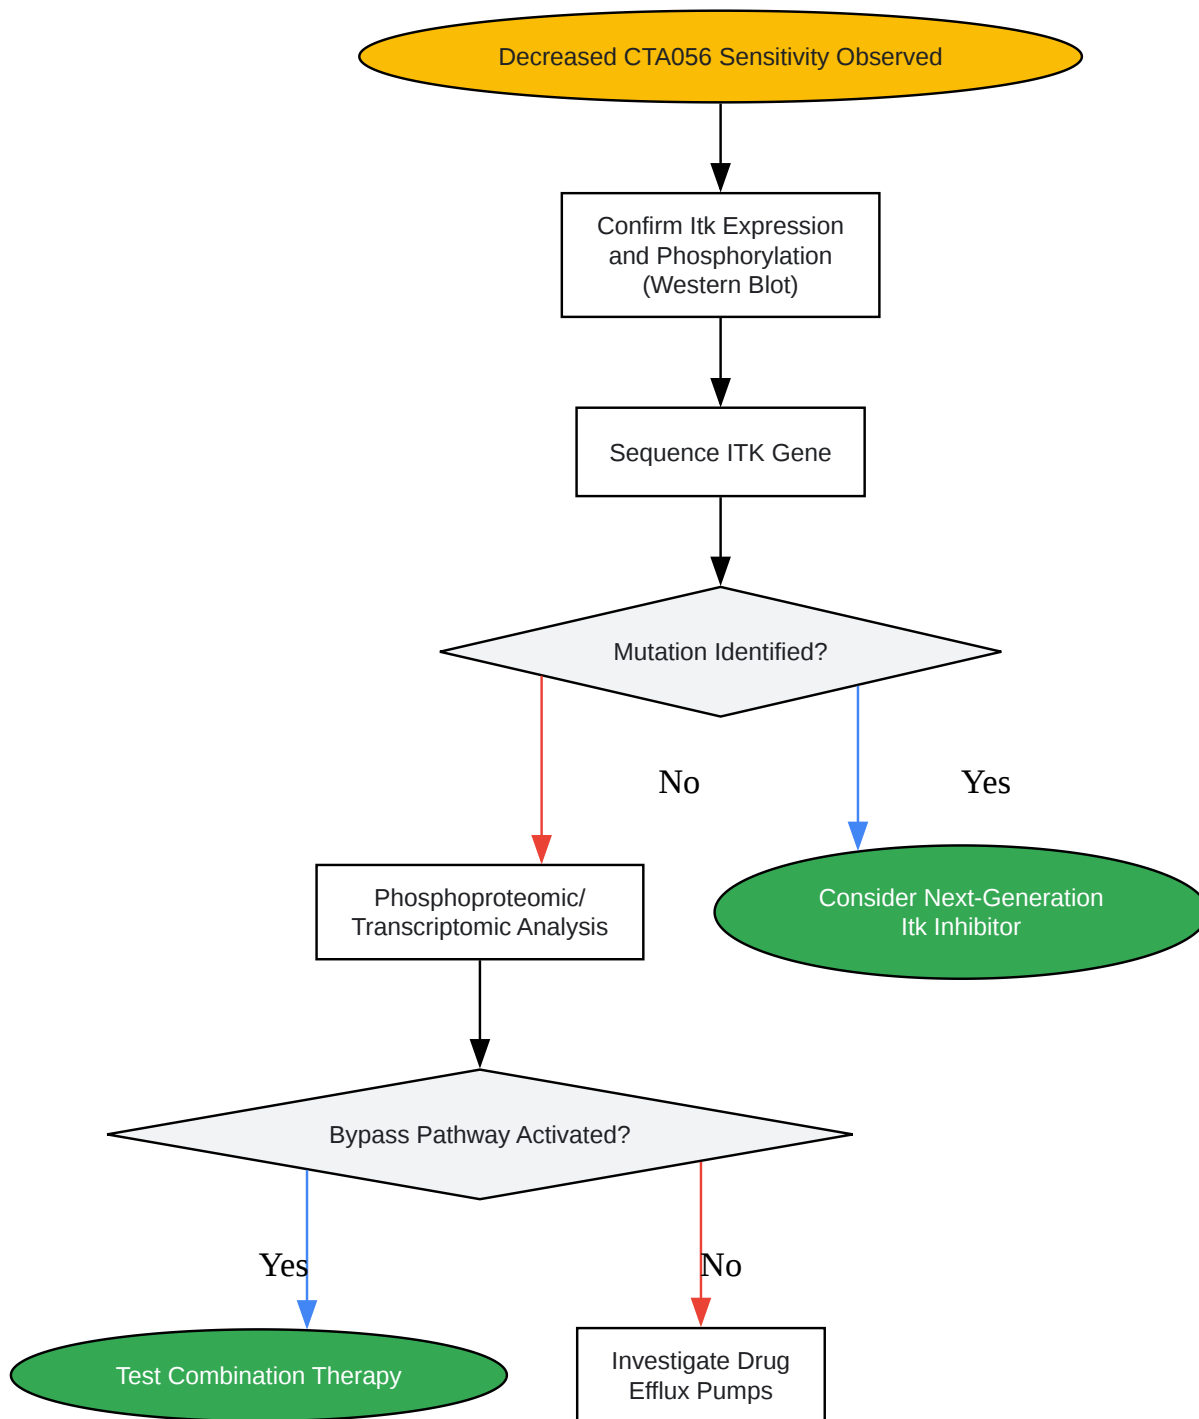 Decreased CTA056 Sensitivity Observed
Confirm Itk Expression
and Phosphorylation
(Western Blot)
Sequence ITK Gene
Mutation Identified?
No
Yes
Phosphoproteomic/
Transcriptomic Analysis
Consider Next-Generation
Itk Inhibitor
Bypass Pathway Activated?
Yes
No
Test Combination Therapy
Investigate Drug
Efflux Pumps